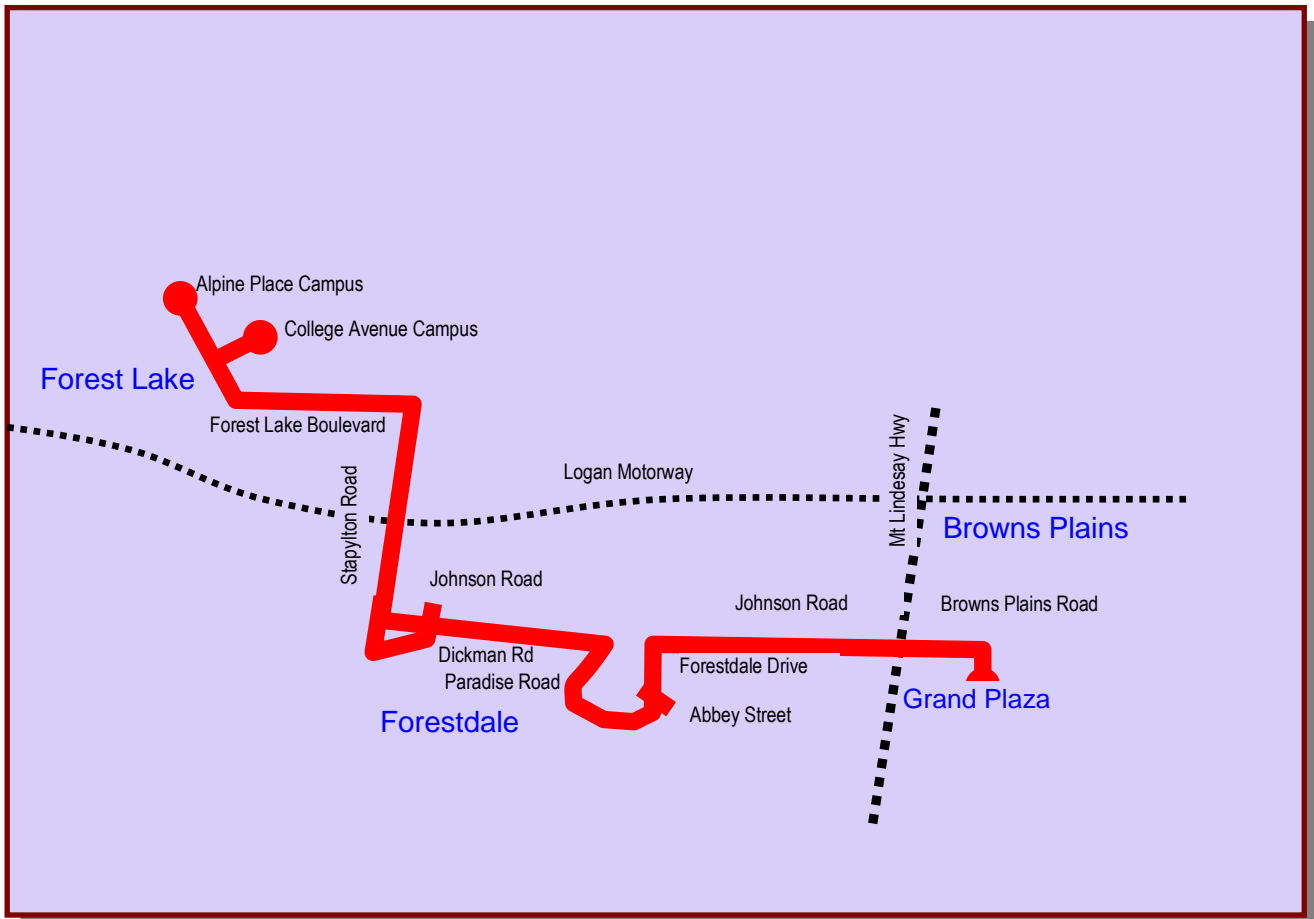 Alpine Place Campus
College Avenue Campus
Forest Lake
Forest Lake Boulevard
Mt Lindesay Hwy
Logan Motorway
Stapylton Road
Browns Plains
Johnson Road
Johnson Road
Browns Plains Road
Dickman Rd
Forestdale Drive
Paradise Road
Grand Plaza
Abbey Street
Forestdale